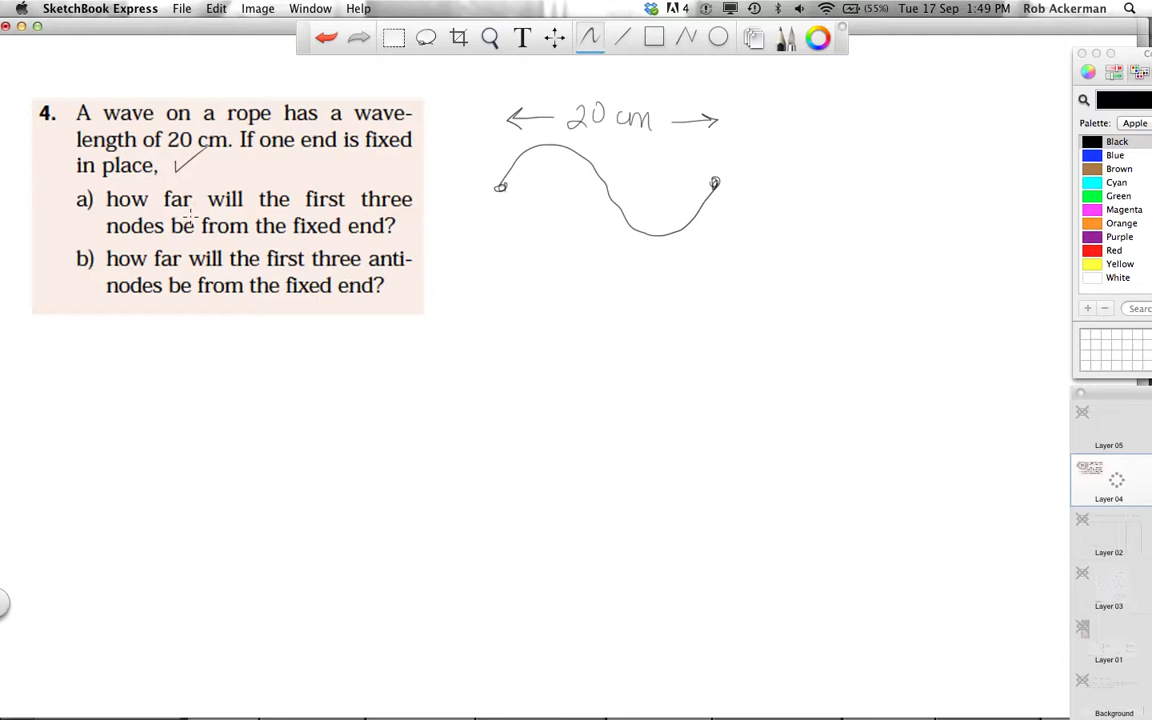 SketchBook Express File Edit Image Window Help 4 (55%) Tue 17 Sep 1:49 PM Rob Ackerman
T
4. A wave on a rope has a wave-
length of 20 cm. If one end is fixed
in place,
a) how far will the first three
nodes be from the fixed end?
b) how far will the first three anti-
nodes be from the fixed end?
20 cm
Palette: Apple
Black
Blue
Brown
Cyan
Green
Magenta
Orange
Purple
Red
Yellow
White
+ −
Layer 05
Layer 04
Layer 02
Layer 03
Layer 01
Background